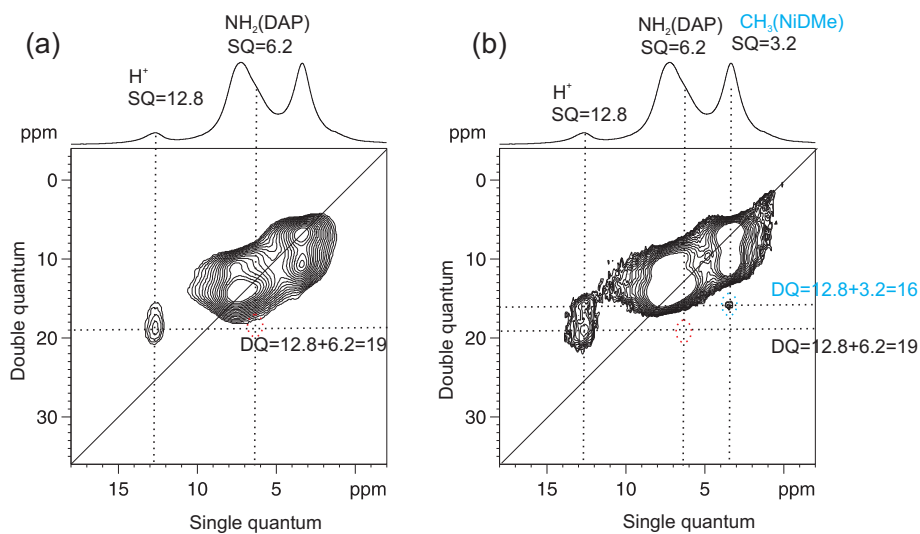 (a)
NH₂(DAP)
SQ=6.2
H⁺
SQ=12.8
ppm
0
10
20
30
Double quantum
DQ=12.8+6.2=19
15
10
5
ppm
Single quantum
(b)
NH₂(DAP)
SQ=6.2
CH₃(NiDMe)
SQ=3.2
H⁺
SQ=12.8
ppm
0
10
20
30
Double quantum
DQ=12.8+3.2=16
DQ=12.8+6.2=19
15
10
5
ppm
Single quantum